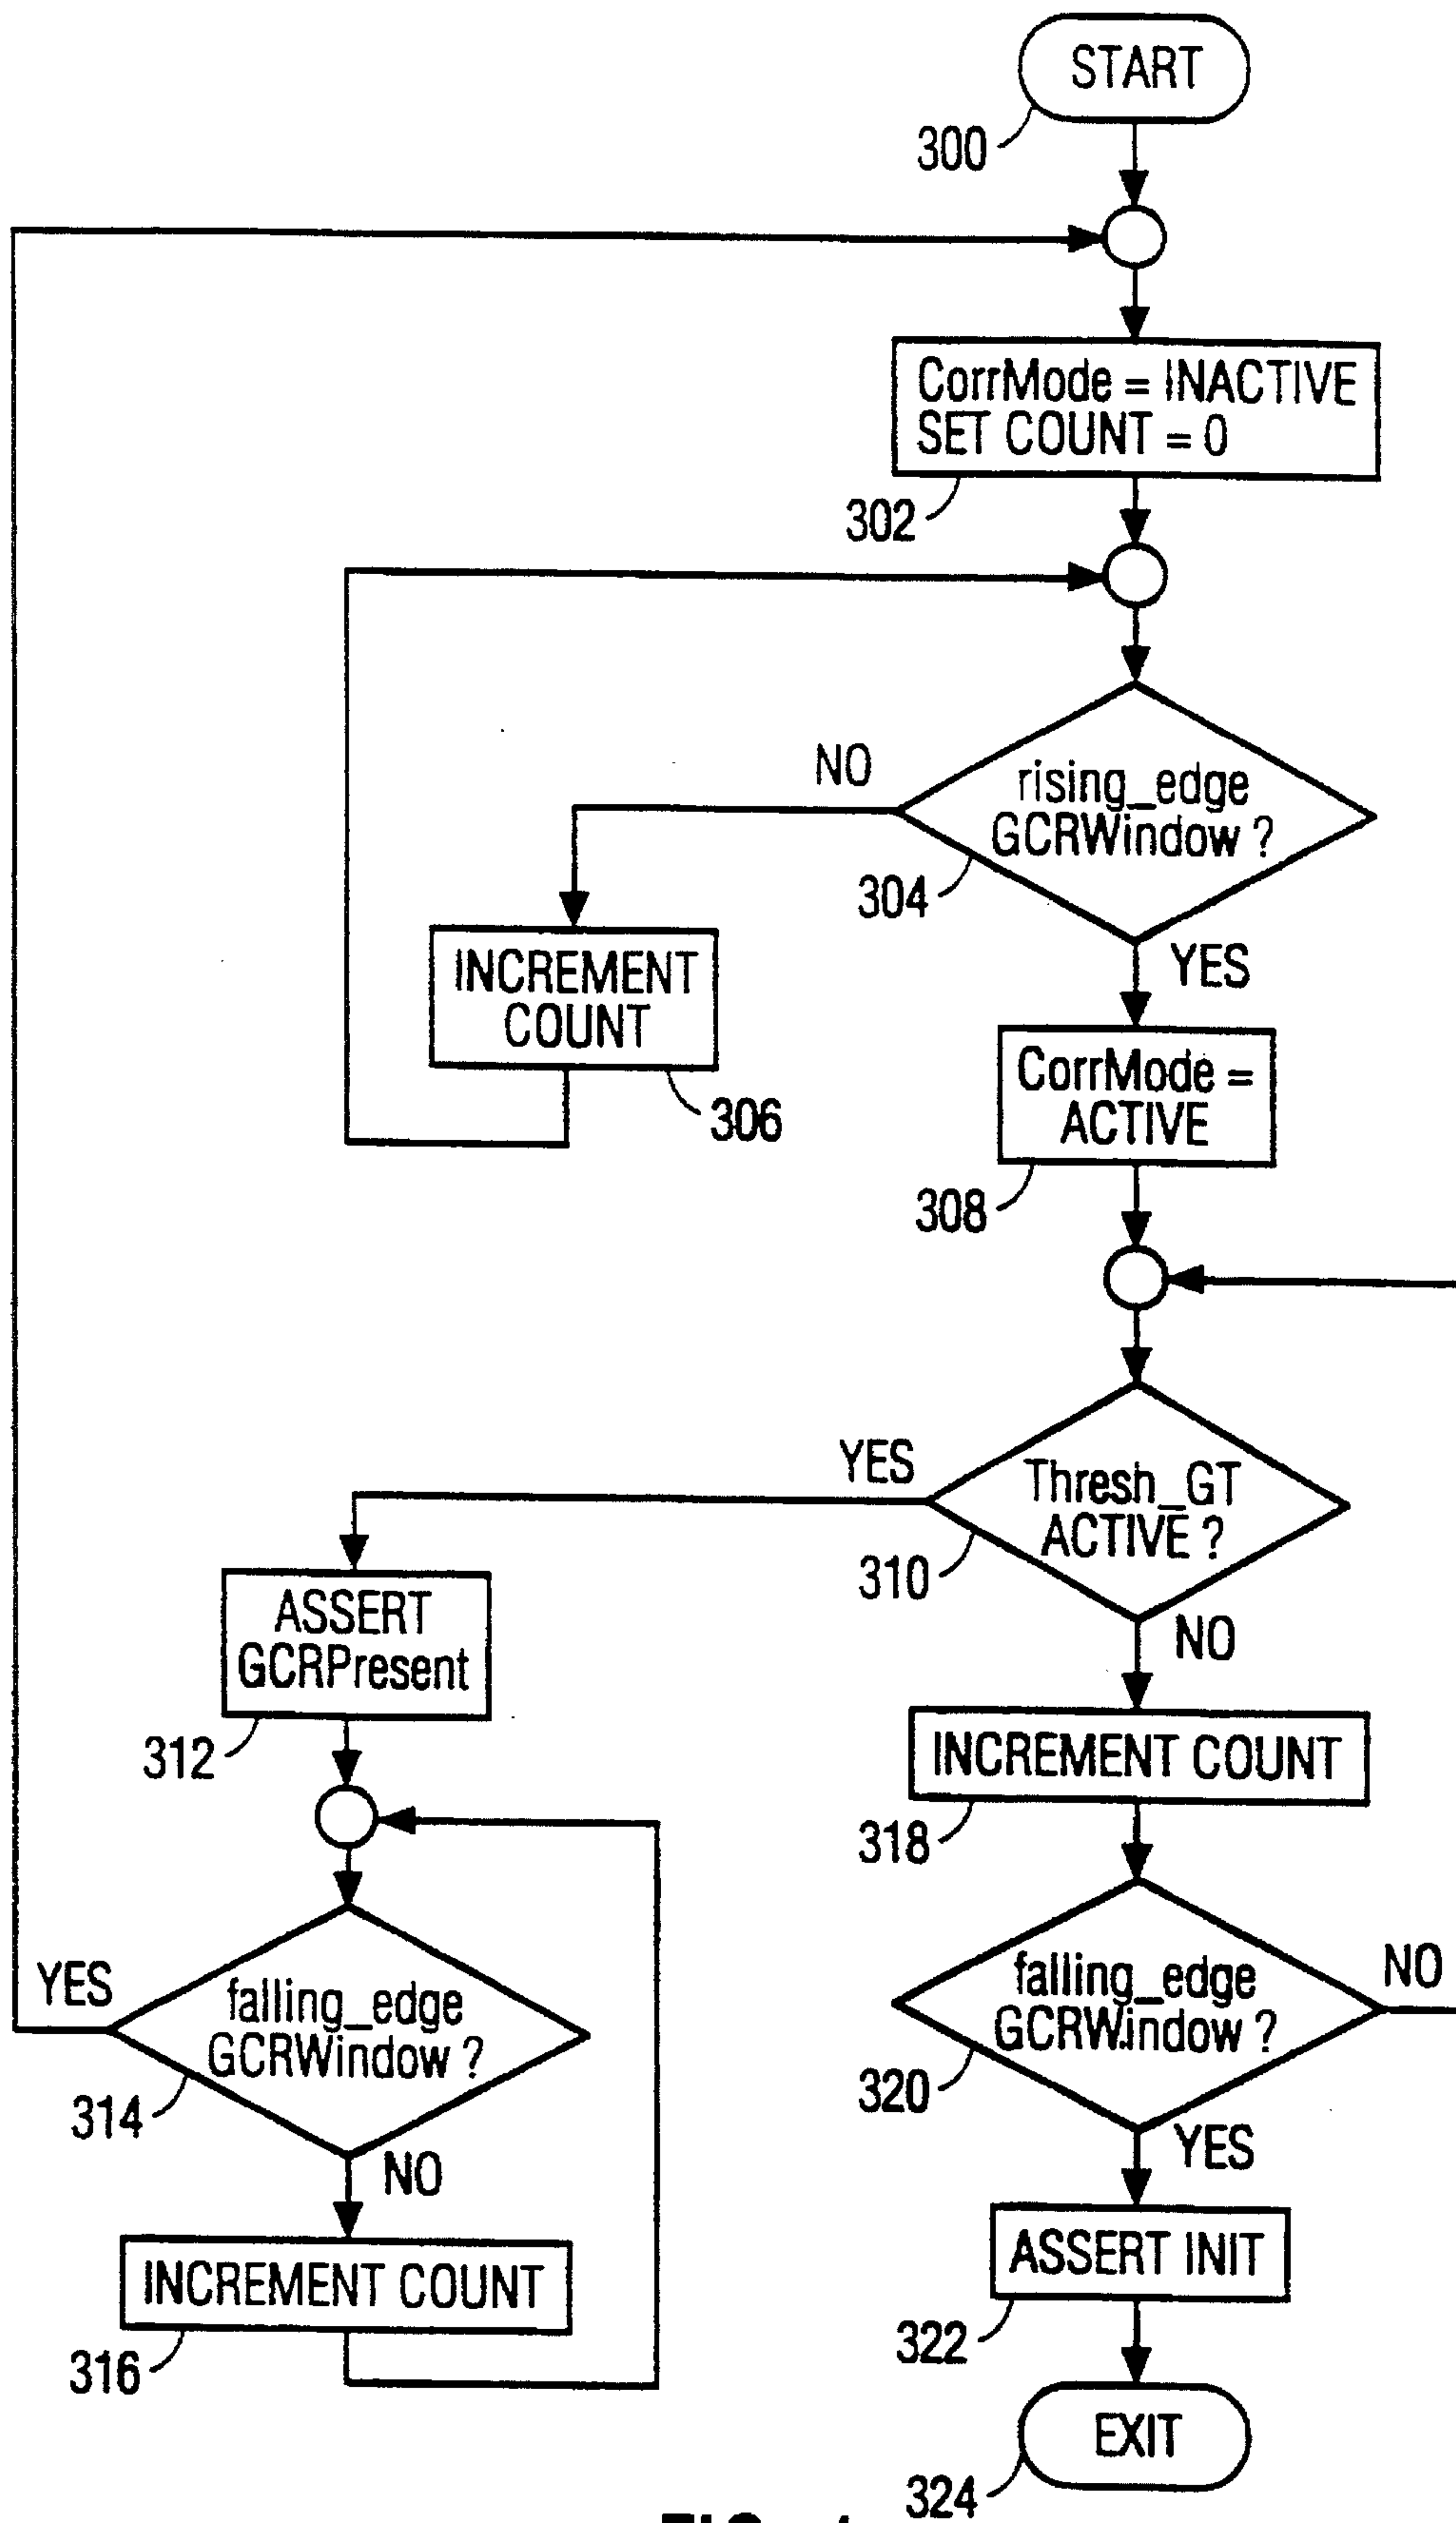 START
300
CorrMode = INACTIVE
SET COUNT = 0
302
NO
rising_edge
GCRWindow ?
304
YES
INCREMENT
COUNT
306
CorrMode =
ACTIVE
308
YES
Thresh_GT
ACTIVE ?
310
NO
ASSERT
GCRPresent
312
INCREMENT COUNT
318
YES
falling_edge
GCRWindow ?
314
NO
falling_edge
GCRWindow ?
320
NO
YES
INCREMENT COUNT
316
ASSERT INIT
322
EXIT
324